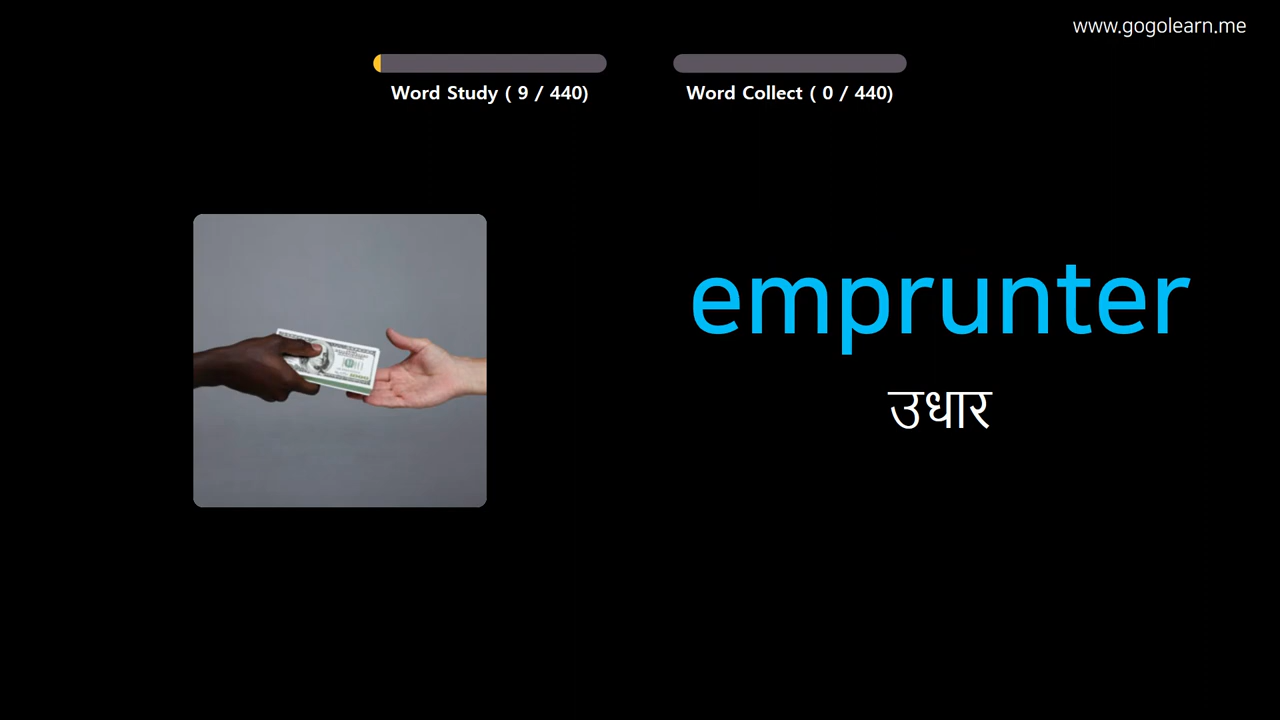 www.gogolearn.me
Word Study ( 9 / 440)
Word Collect ( 0 / 440)
emprunter
उधार